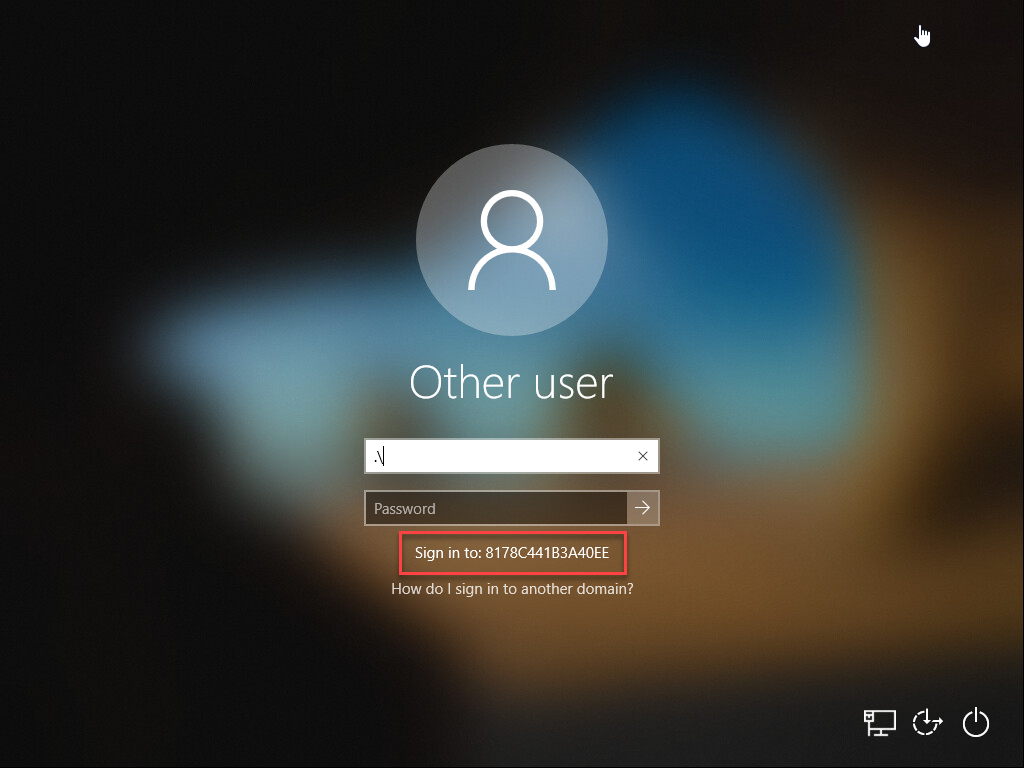 Other user
.\
Password
Sign in to: 8178C441B3A40EE
How do I sign in to another domain?